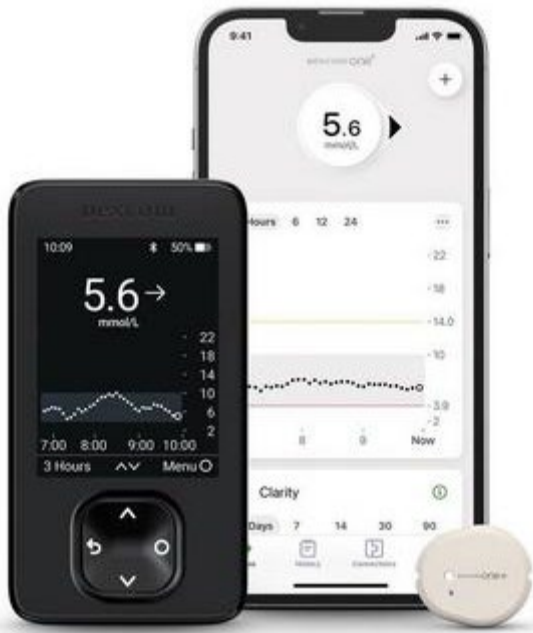 Dexcom
10:09 50%
5.6
mmol/L
22
18
14
10
6
2
7:00 8:00 9:00 10:00
3 Hours Menu
9:41
one+
5.6
mmol/L
+
Hours 6 12 24 ...
22
18
14.0
10
3.9
2
8 9 Now
Clarity
Days 7 14 30 90
History Connections
one+